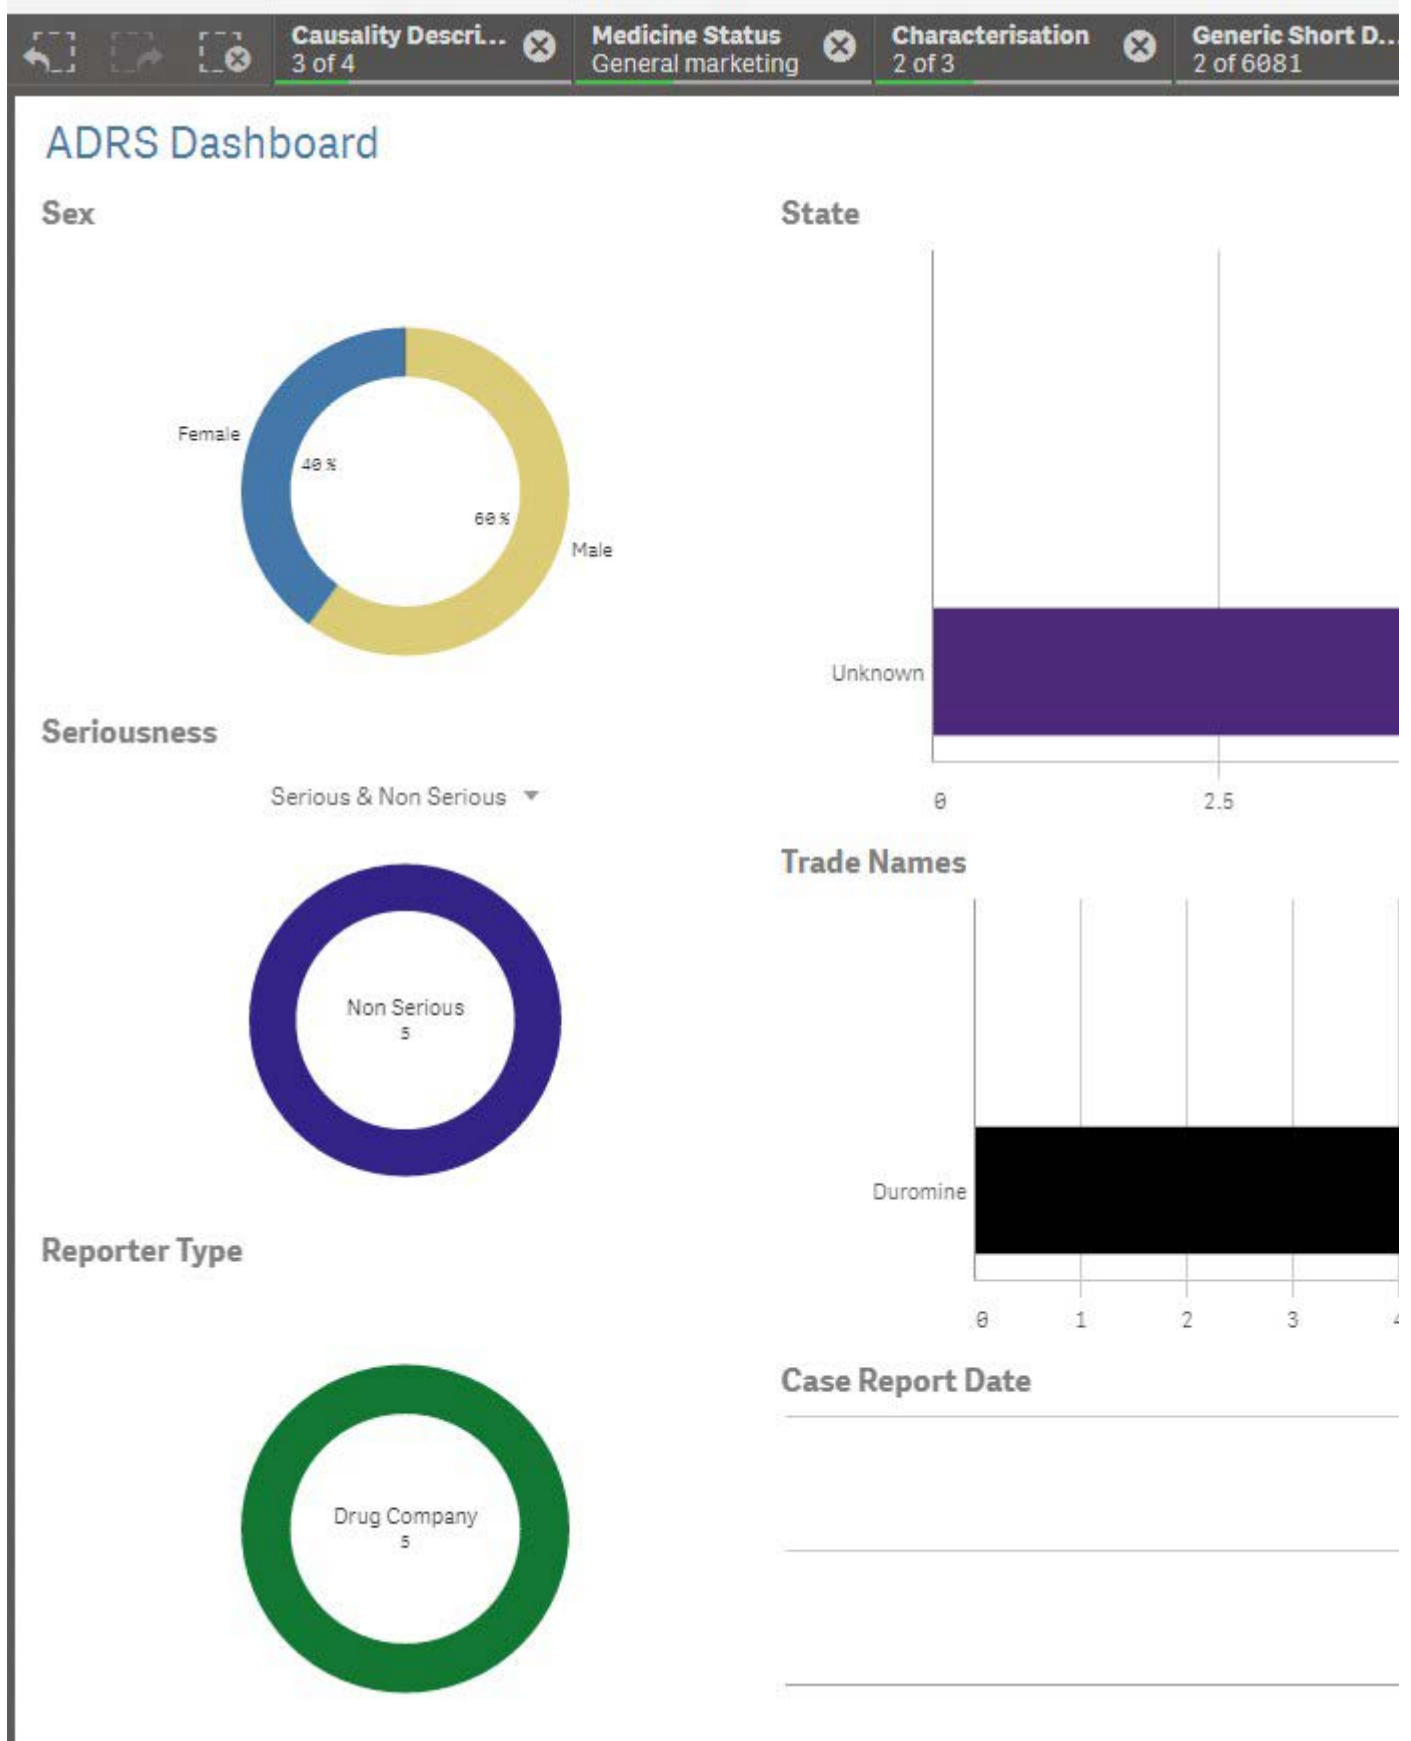 Causality Descri...
3 of 4
Medicine Status
General marketing
Characterisation
2 of 3
Generic Short D...
2 of 6081
ADRS Dashboard
Sex
Female
40 %
60 %
Male
State
Unknown
0
2.5
Seriousness
Serious & Non Serious
Non Serious
5
Trade Names
Duromine
0
1
2
3
Reporter Type
Drug Company
5
Case Report Date